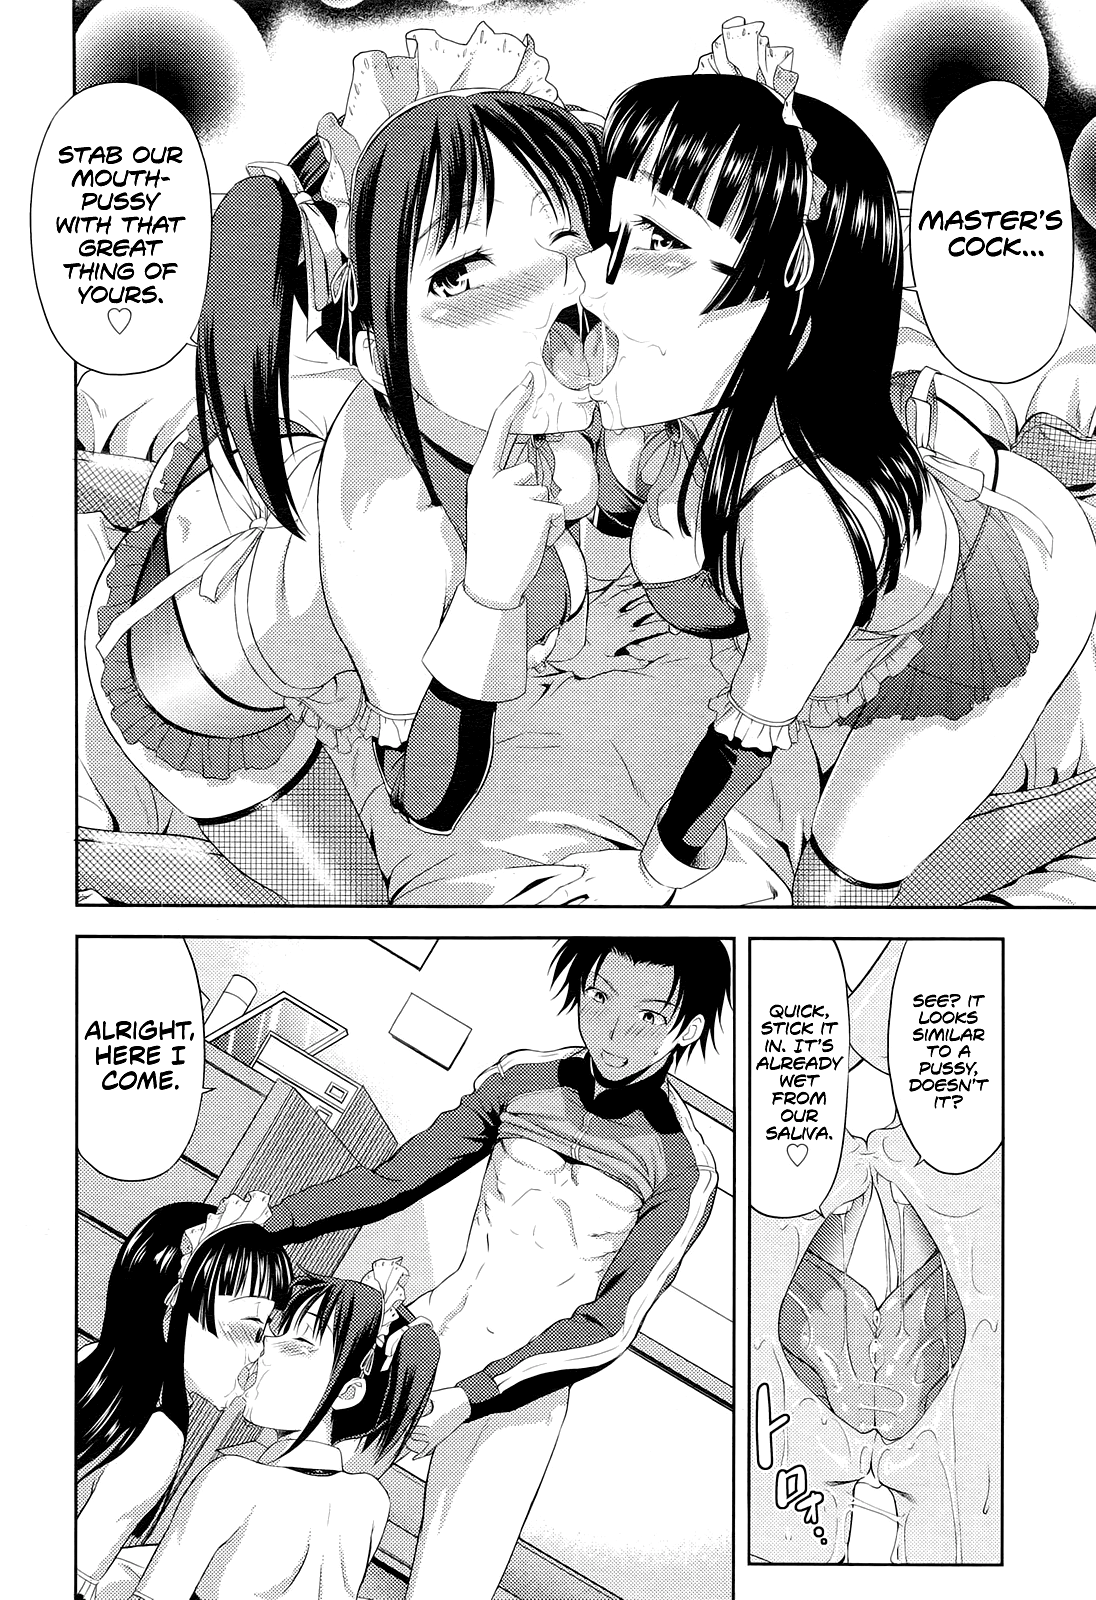 MASTER'S
COCK...
STAB OUR
MOUTH-
PUSSY
WITH THAT
GREAT
THING OF
YOURS.
♡
SEE? IT
LOOKS
SIMILAR
TO A
PUSSY,
DOESN'T
IT?
QUICK,
STICK IT
IN. IT'S
ALREADY
WET
FROM
OUR
SALIVA.
♡
トロォ..
ALRIGHT,
HERE I
COME.